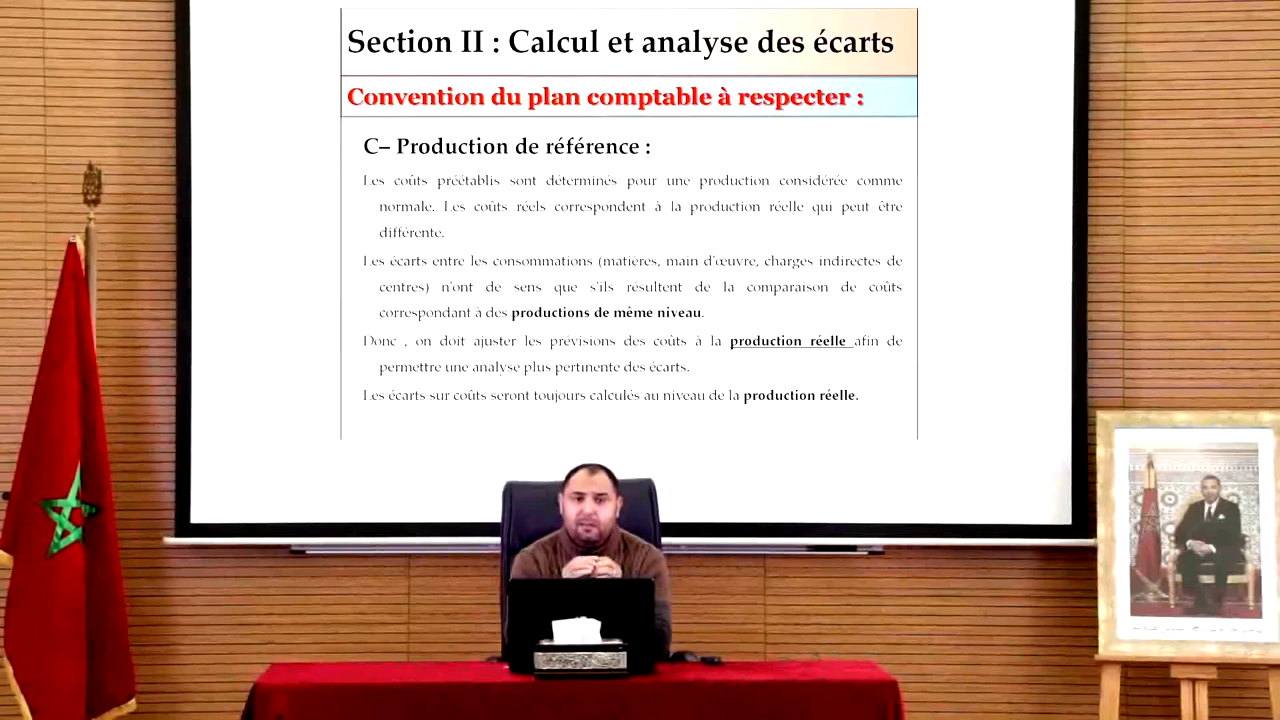 Section II : Calcul et analyse des écarts
Convention du plan comptable à respecter :
C– Production de référence :
Les coûts préétablis sont déterminés pour une production considérée comme
normale. Les coûts réels correspondent à la production réelle qui peut être
différente.
Les écarts entre les consommations (matières, main d'œuvre, charges indirectes de
centres) n'ont de sens que s'ils résultent de la comparaison de coûts
correspondant à des productions de même niveau.
Donc , on doit ajuster les prévisions des coûts à la production réelle afin de
permettre une analyse plus pertinente des écarts.
Les écarts sur coûts seront toujours calculés au niveau de la production réelle.